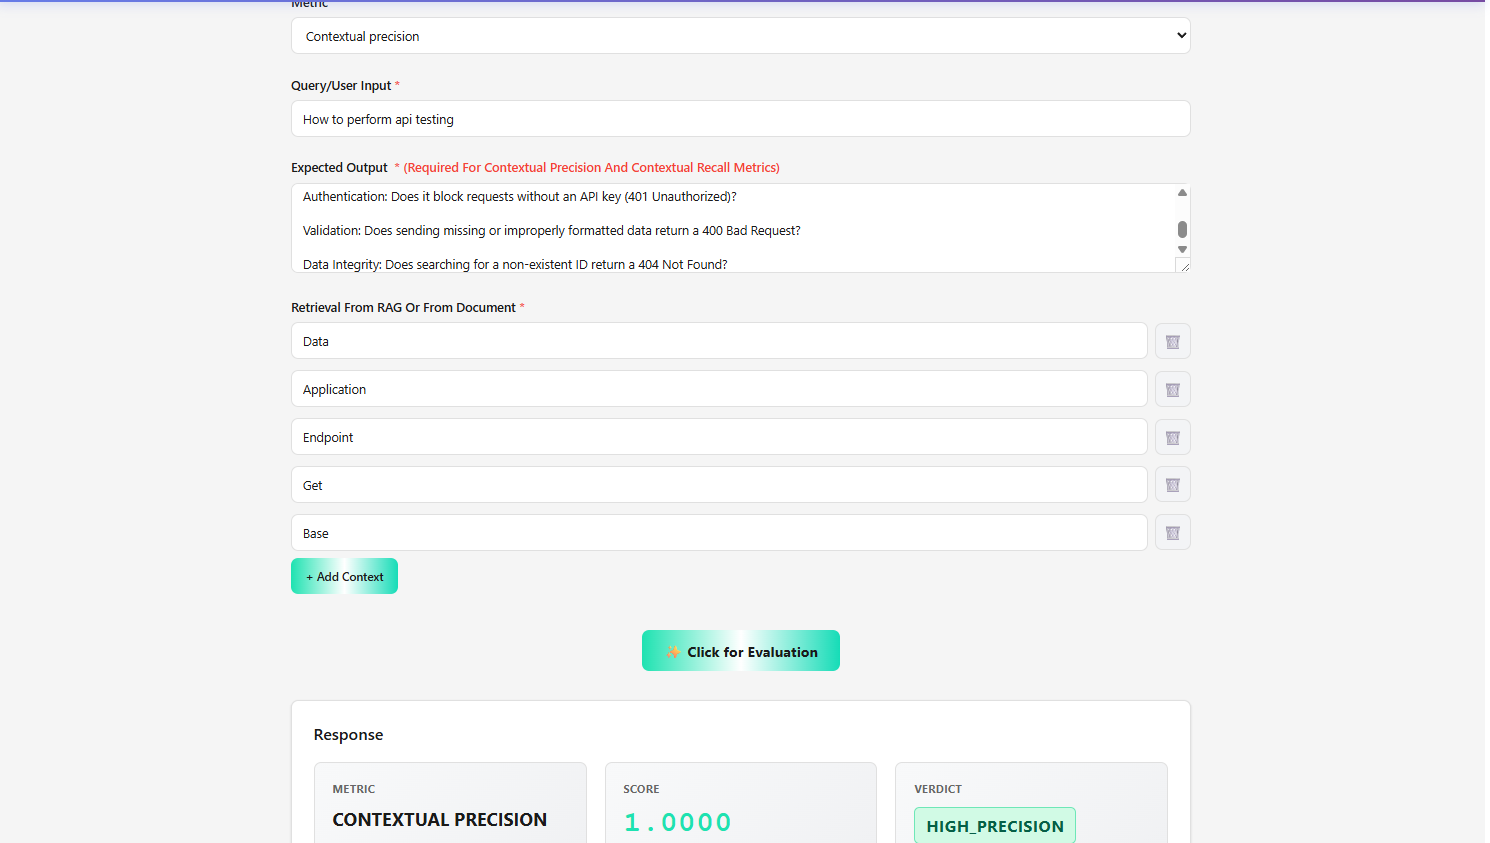 Metric
Contextual precision
Query/User Input *
How to perform api testing
Expected Output * (Required For Contextual Precision And Contextual Recall Metrics)
Authentication: Does it block requests without an API key (401 Unauthorized)?
Validation: Does sending missing or improperly formatted data return a 400 Bad Request?
Data Integrity: Does searching for a non-existent ID return a 404 Not Found?
Retrieval From RAG Or From Document *
Data
Application
Endpoint
Get
Base
+ Add Context
✨ Click for Evaluation
Response
METRIC
CONTEXTUAL PRECISION
SCORE
1.0000
VERDICT
HIGH_PRECISION